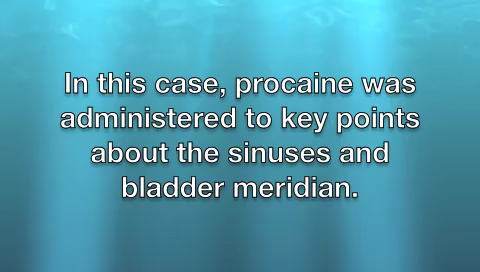 In this case, procaine was
administered to key points
about the sinuses and
bladder meridian.